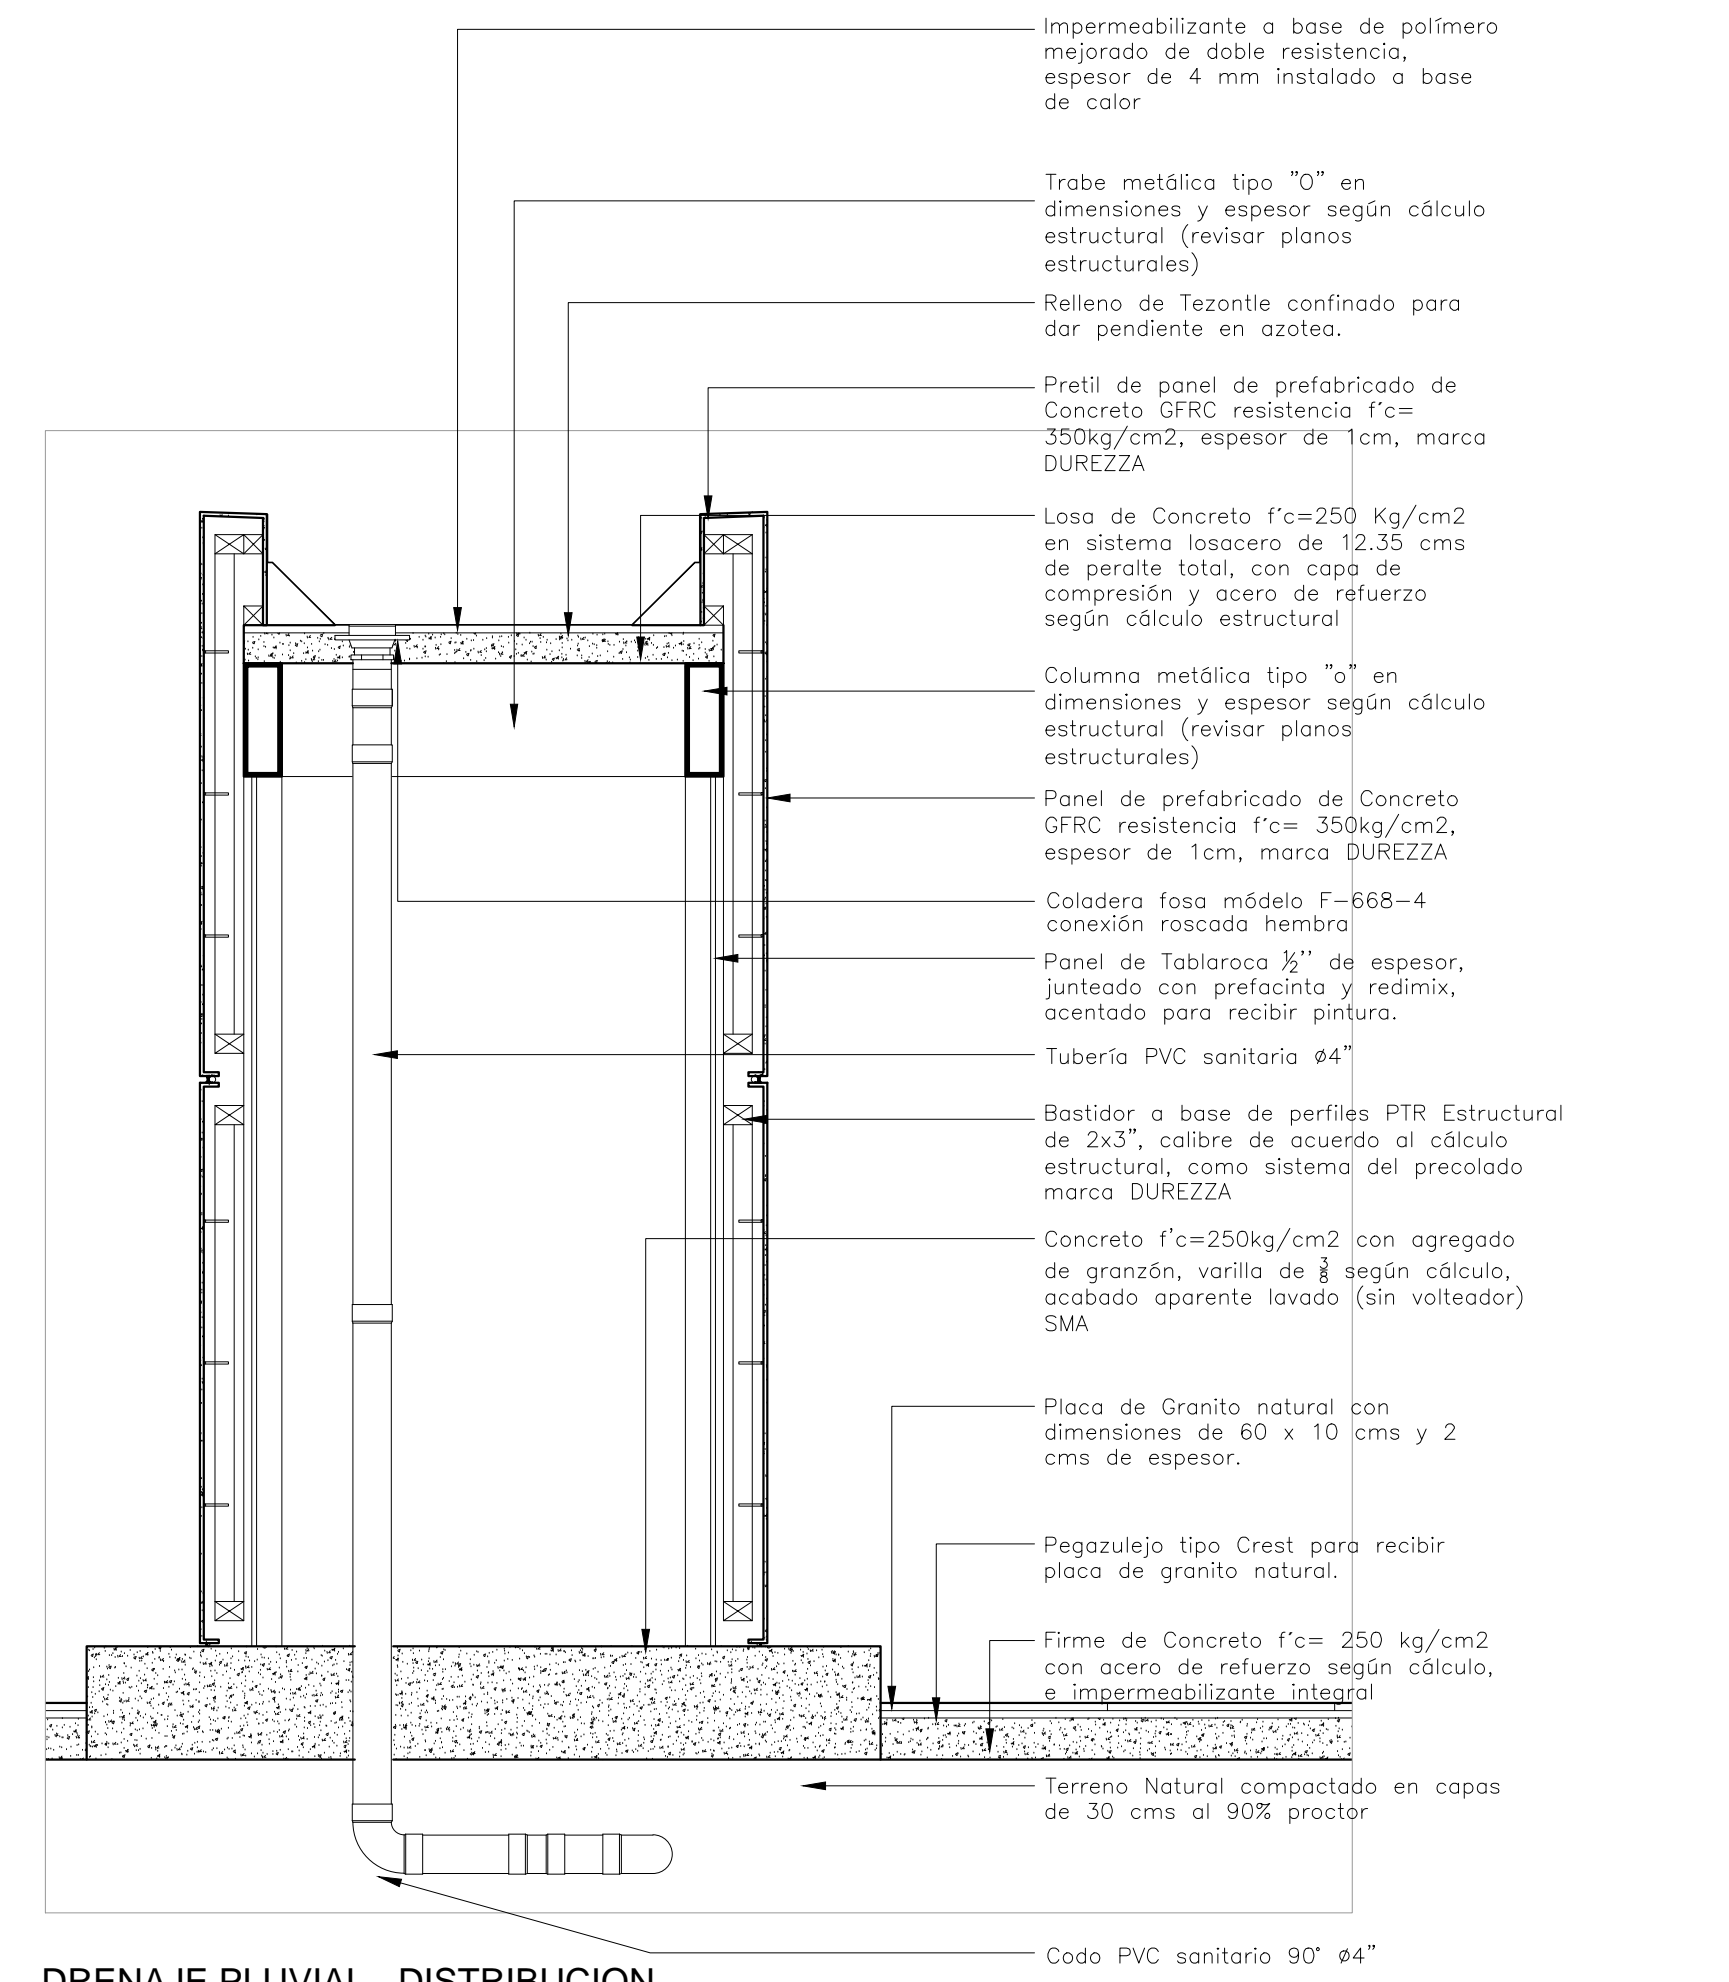 Impermeabilizante a base de polímero
mejorado de doble resistencia,
espesor de 4 mm instalado a base
de calor
Trabe metálica tipo "O" en
dimensiones y espesor según cálculo
estructural (revisar planos
estructurales)
Relleno de Tezontle confinado para
dar pendiente en azotea.
Pretil de panel de prefabricado de
Concreto GFRC resistencia f´c=
350kg/cm2, espesor de 1cm, marca
DUREZZA
Losa de Concreto f´c=250 Kg/cm2
en sistema losacero de 12.35 cms
de peralte total, con capa de
compresión y acero de refuerzo
según cálculo estructural
Columna metálica tipo "o" en
dimensiones y espesor según cálculo
estructural (revisar planos
estructurales)
Panel de prefabricado de Concreto
GFRC resistencia f´c= 350kg/cm2,
espesor de 1cm, marca DUREZZA
Coladera fosa módelo F-668-4
conexión roscada hembra
Panel de Tablaroca ½'' de espesor,
junteado con prefacinta y redimix,
acentado para recibir pintura.
Tubería PVC sanitaria ø4"
Bastidor a base de perfiles PTR Estructural
de 2x3", calibre de acuerdo al cálculo
estructural, como sistema del precolado
marca DUREZZA
Concreto f'c=250kg/cm2 con agregado
de granzón, varilla de ⅜ según cálculo,
acabado aparente lavado (sin volteador)
SMA
Placa de Granito natural con
dimensiones de 60 x 10 cms y 2
cms de espesor.
Pegazulejo tipo Crest para recibir
placa de granito natural.
Firme de Concreto f´c= 250 kg/cm2
con acero de refuerzo según cálculo,
e impermeabilizante integral
Terreno Natural compactado en capas
de 30 cms al 90% proctor
Codo PVC sanitario 90° ø4"
DRENAJE PLUVIAL - DISTRIBUCION